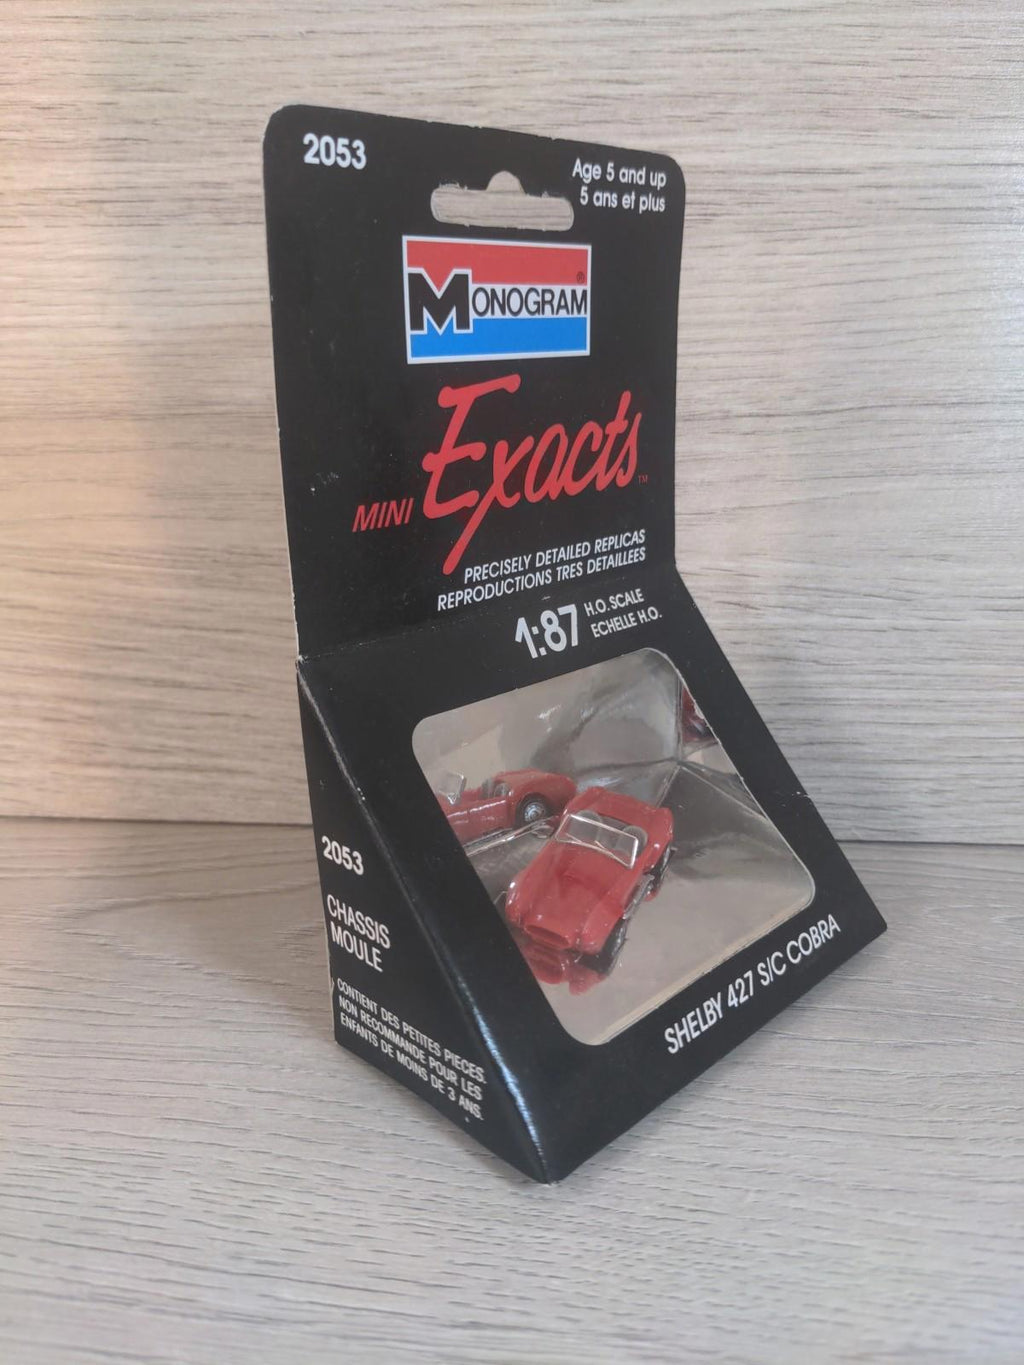 2053
Age 5 and up
5 ans et plus
MONOGRAM®
MINI Exacts™
PRECISELY DETAILED REPLICAS
REPRODUCTIONS TRES DETAILLEES
1:87 H.O. SCALE
ECHELLE H.O.
SHELBY 427 S/C COBRA
2053
CHASSIS
MOULE
CONTIENT DES PETITES PIECES.
NON RECOMMANDE POUR LES
ENFANTS DE MOINS DE 3 ANS.